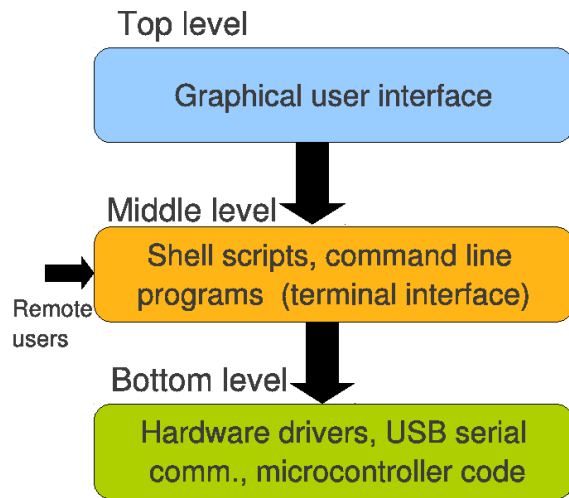 Top level
Graphical user interface
Middle level
Shell scripts, command line
programs (terminal interface)
Remote
users
Bottom level
Hardware drivers, USB serial
comm., microcontroller code